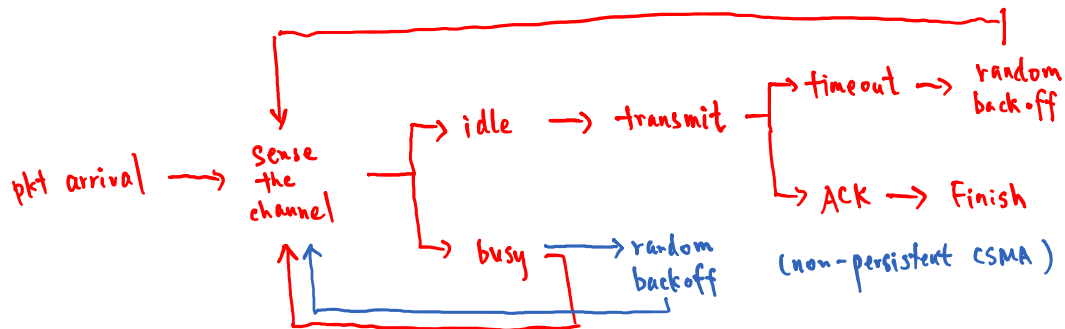 pkt arrival
sense
the
channel
idle
transmit
timeout
random
backoff
ACK
Finish
busy
random
backoff
(non-persistent CSMA)